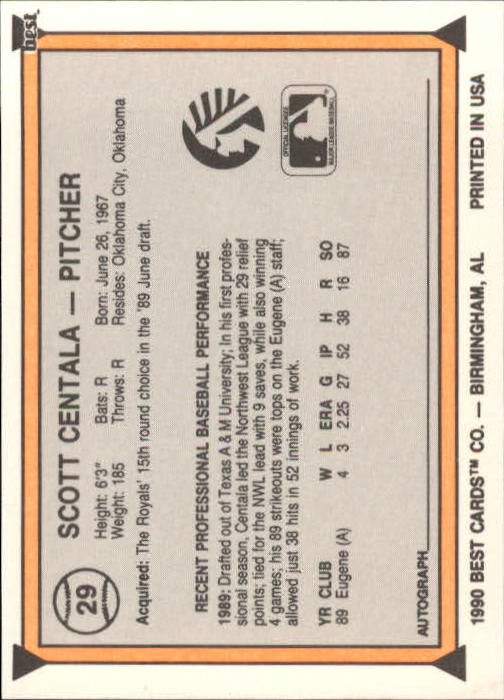 best
29
SCOTT CENTALA — PITCHER
Height: 6'3" Bats: R Born: June 26, 1967
Weight: 185 Throws: R Resides: Oklahoma City, Oklahoma
Acquired: The Royals' 15th round choice in the '89 June draft.
RECENT PROFESSIONAL BASEBALL PERFORMANCE
1989: Drafted out of Texas A & M University; In his first profes-
sional season, Centala led the Northwest League with 29 relief
points; tied for the NWL lead with 9 saves, while also winning
4 games; his 89 strikeouts were tops on the Eugene (A) staff;
allowed just 38 hits in 52 innings of work.
YR CLUB W L ERA G IP H R SO
89 Eugene (A) 4 3 2.25 27 52 38 16 87
OFFICIAL LICENSEE
MAJOR LEAGUE BASEBALL
AUTOGRAPH
1990 BEST CARDS™ CO. — BIRMINGHAM, AL PRINTED IN USA